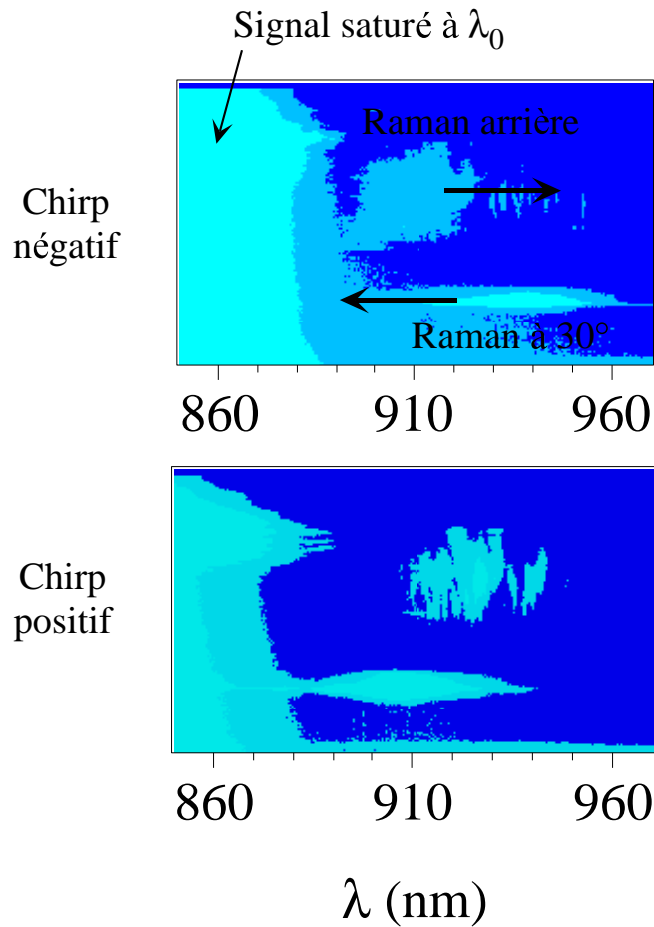 Signal saturé à λ0
Raman arrière
Chirp
négatif
Raman à 30°
860 910 960
Chirp
positif
860 910 960
λ (nm)